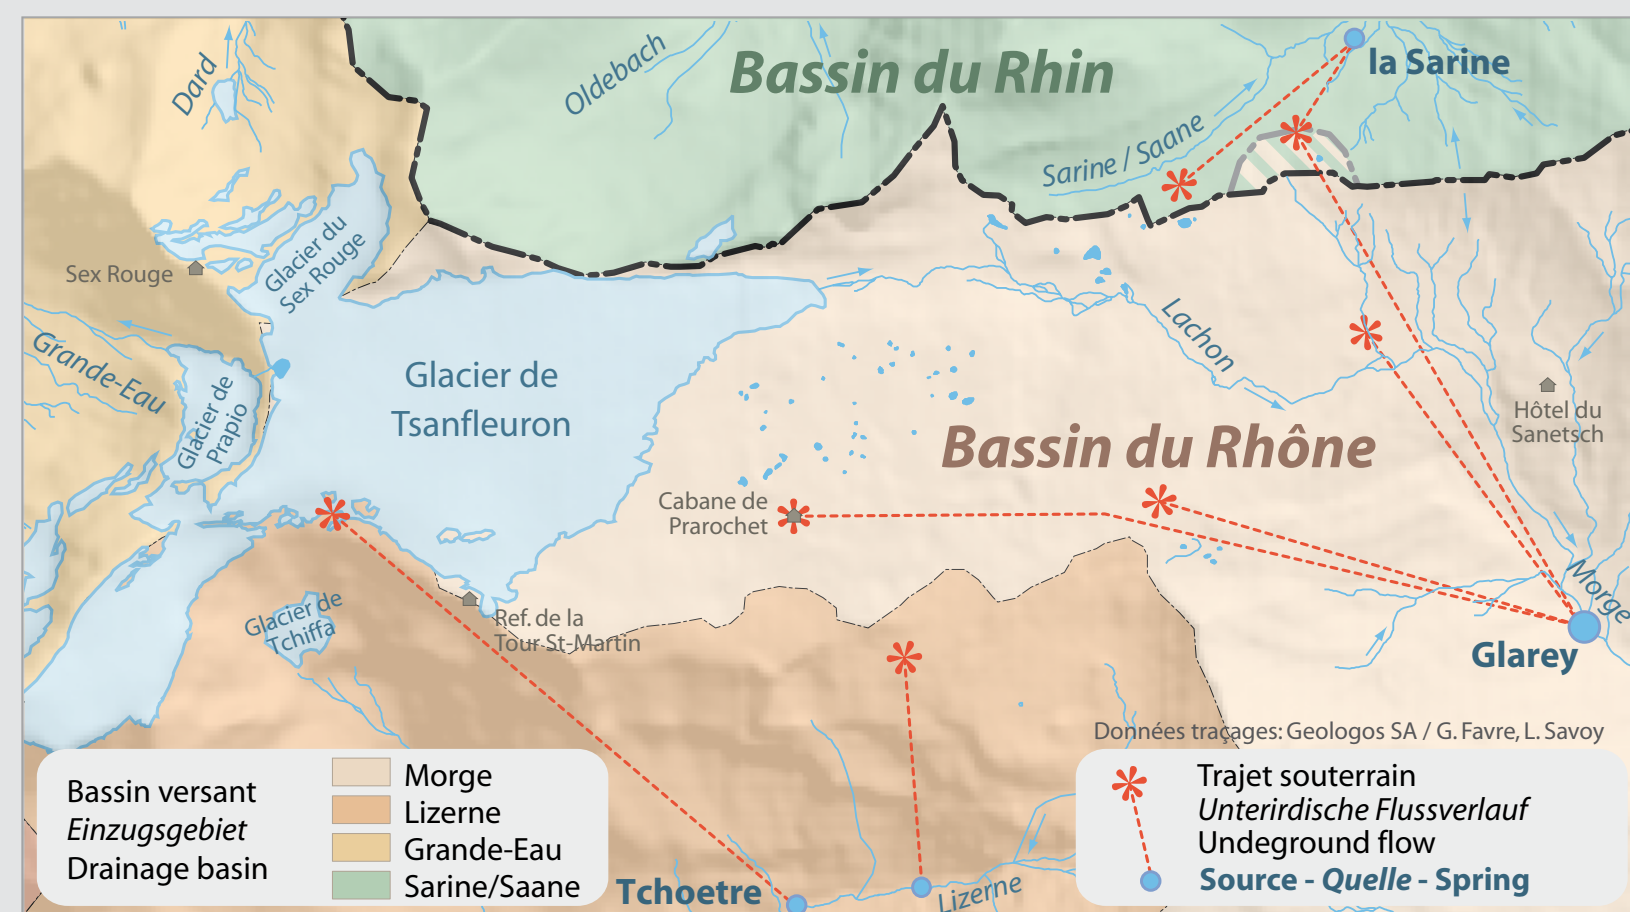 Dard
Oldebach
Bassin du Rhin
la Sarine
Sarine / Saane
Sex Rouge
Glacier du
Sex Rouge
Grande-Eau
Glacier de
Prapio
Glacier de
Tsanfleuron
Lachon
Hôtel du
Sanetsch
Bassin du Rhône
Cabane de
Prarochet
Morge
Glacier de
Tchiffa
Ref. de la
Tour St-Martin
Glarey
Données traçages: Geologos SA / G. Favre, L. Savoy
Bassin versant
Einzugsgebiet
Drainage basin
Morge
Lizerne
Grande-Eau
Sarine/Saane
Tchoetre
Lizerne
Trajet souterrain
Unterirdische Flussverlauf
Undeground flow
Source - Quelle - Spring